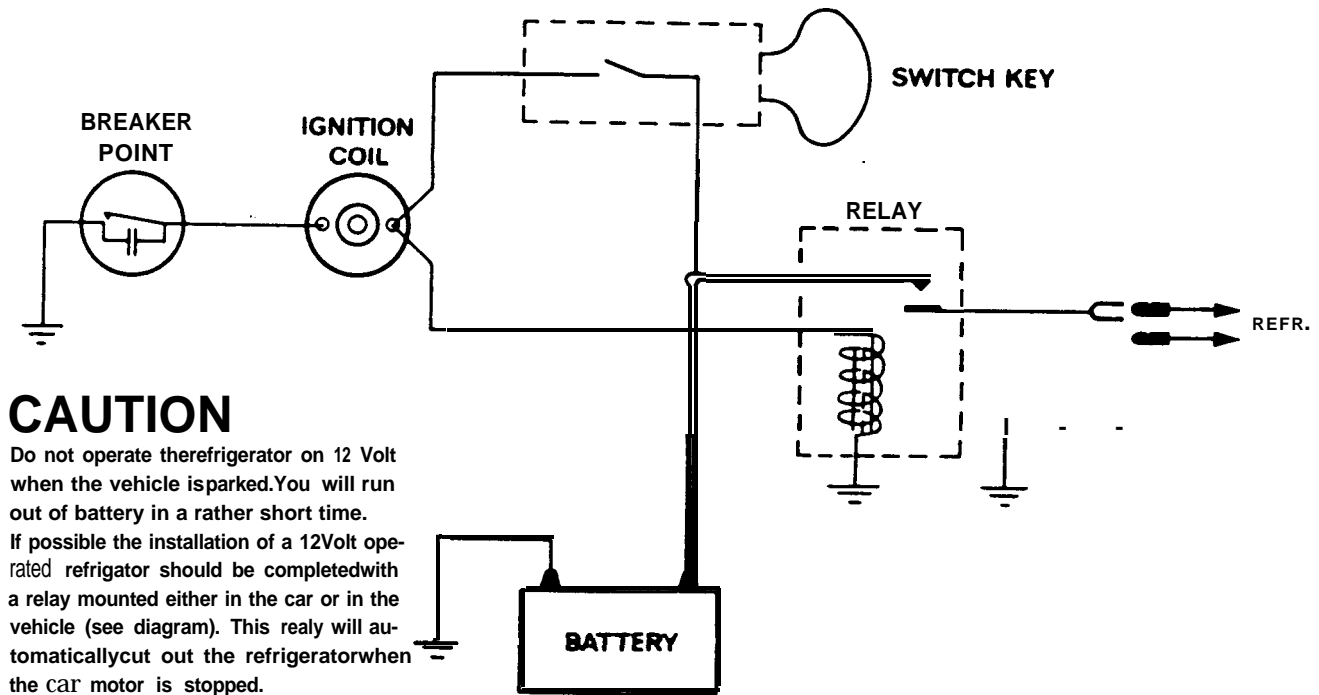 SWITCH KEY
BREAKER
POINT
IGNITION
COIL
RELAY
REFR.
CAUTION
Do not operate therefrigerator on 12 Volt
when the vehicle isparked.You will run
out of battery in a rather short time.
If possible the installation of a 12Volt ope-
rated refrigator should be completedwith
a relay mounted either in the car or in the
vehicle (see diagram). This realy will au-
tomaticallycut out the refrigeratorwhen
the car motor is stopped.
BATTERY